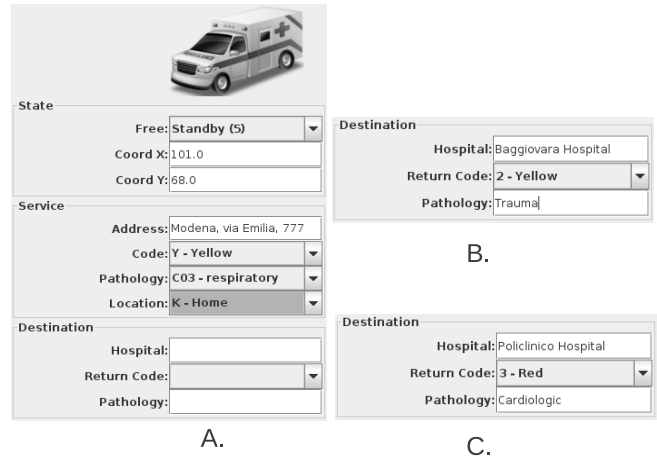 State
Free: Standby (5)
Coord X: 101.0
Coord Y: 68.0
Service
Address: Modena, via Emilia, 777
Code: Y - Yellow
Pathology: C03 - respiratory
Location: K - Home
Destination
Hospital:
Return Code:
Pathology:
A.
Destination
Hospital: Baggiovara Hospital
Return Code: 2 - Yellow
Pathology: Trauma
B.
Destination
Hospital: Policlinico Hospital
Return Code: 3 - Red
Pathology: Cardiologic
C.